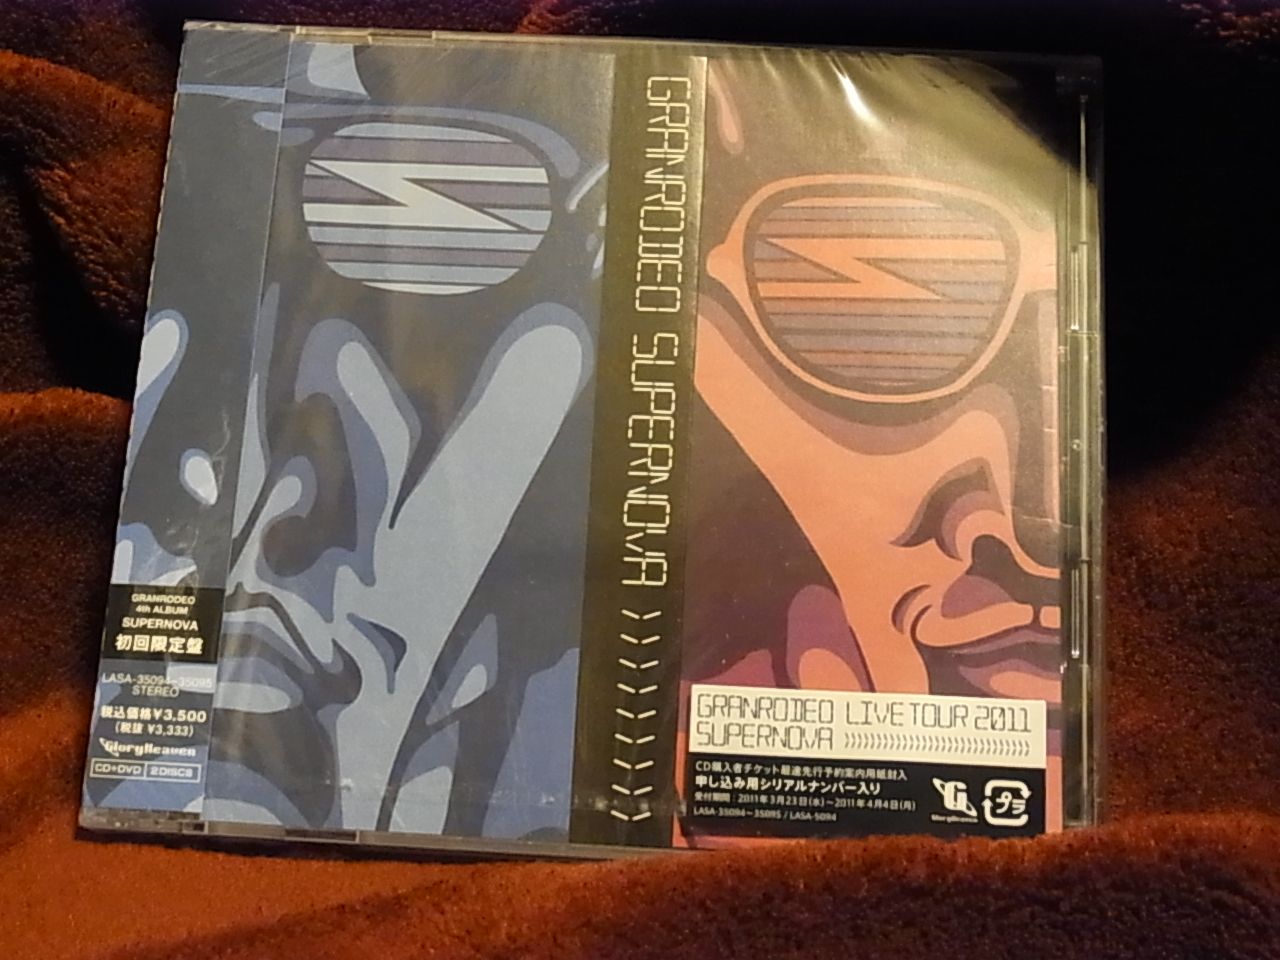 GRANRODEO SUPERNOVA
GRANRODEO
4th ALBUM
SUPERNOVA
初回限定盤
LASA-35094~35095
STEREO
税込価格¥3,500
(税抜 ¥3,333)
GloryHeaven
CD+DVD 2DISCS
GRANRODEO LIVE TOUR 2011
SUPERNOVA
CD購入者チケット最速先行予約案内用紙封入
申し込み用シリアルナンバー入り
受付期間:2011年3月23日(水)~2011年4月4日(月)
LASA-35094~35095 / LASA-5094
G
GloryHeaven
プラ